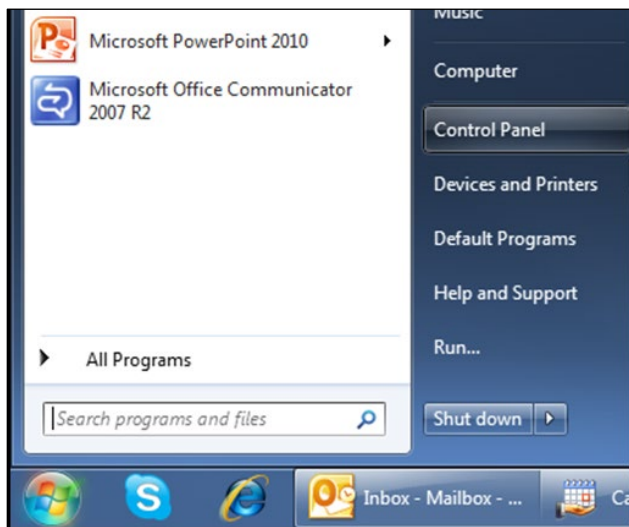 Microsoft PowerPoint 2010
Microsoft Office Communicator
2007 R2
All Programs
Search programs and files
Music
Computer
Control Panel
Devices and Printers
Default Programs
Help and Support
Run...
Shut down
Inbox - Mailbox - ...
Ca